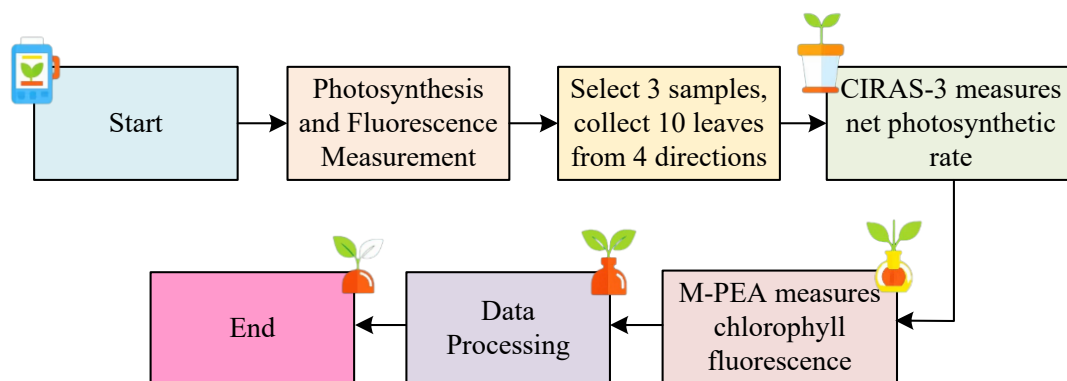 Start
Photosynthesis
and Fluorescence
Measurement
Select 3 samples,
collect 10 leaves
from 4 directions
CIRAS-3 measures
net photosynthetic
rate
M-PEA measures
chlorophyll
fluorescence
Data
Processing
End